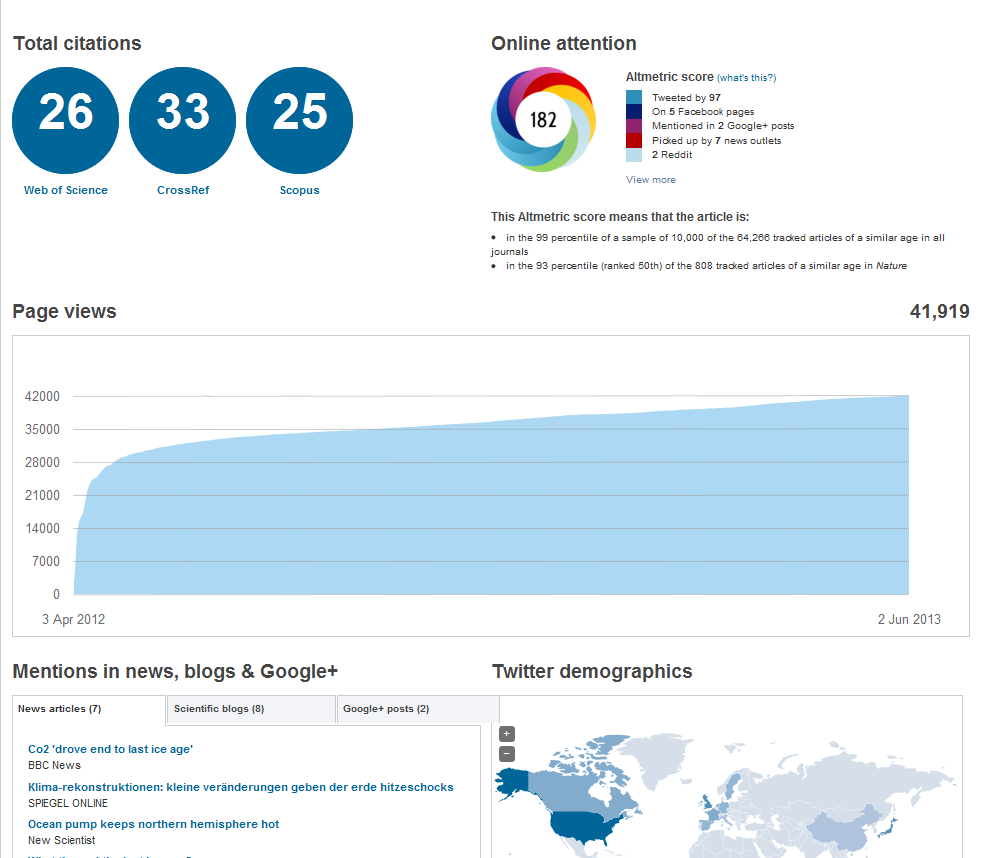 Total citations
26
33
25
Web of Science
CrossRef
Scopus
Online attention
182
Altmetric score (what's this?)
Tweeted by 97
On 5 Facebook pages
Mentioned in 2 Google+ posts
Picked up by 7 news outlets
2 Reddit
View more
This Altmetric score means that the article is:
• in the 99 percentile of a sample of 10,000 of the 64,266 tracked articles of a similar age in all
journals
• in the 93 percentile (ranked 50th) of the 808 tracked articles of a similar age in Nature
Page views
41,919
42000
35000
28000
21000
14000
7000
0
3 Apr 2012
2 Jun 2013
Mentions in news, blogs & Google+
News articles (7)
Scientific blogs (8)
Google+ posts (2)
Co2 'drove end to last ice age'
BBC News
Klima-rekonstruktionen: kleine veränderungen geben der erde hitzeschocks
SPIEGEL ONLINE
Ocean pump keeps northern hemisphere hot
New Scientist
Twitter demographics
+
−